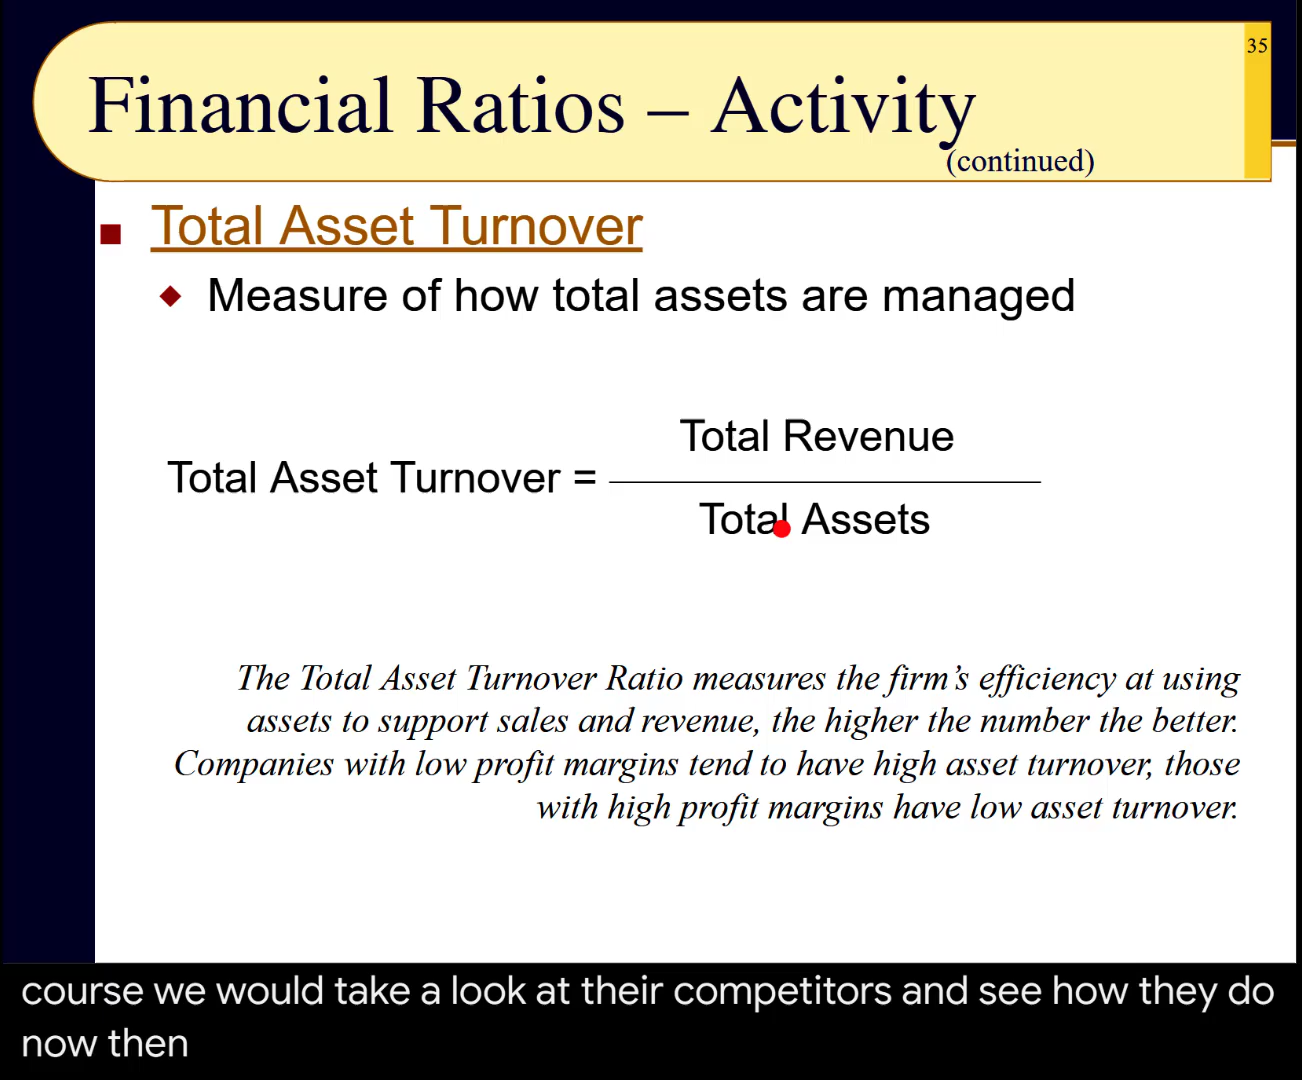 35
Financial Ratios – Activity
(continued)
Total Asset Turnover
Measure of how total assets are managed
Total Revenue
Total Asset Turnover =
Total Assets
The Total Asset Turnover Ratio measures the firm’s efficiency at using
assets to support sales and revenue, the higher the number the better.
Companies with low profit margins tend to have high asset turnover, those
with high profit margins have low asset turnover.
course we would take a look at their competitors and see how they do
now then